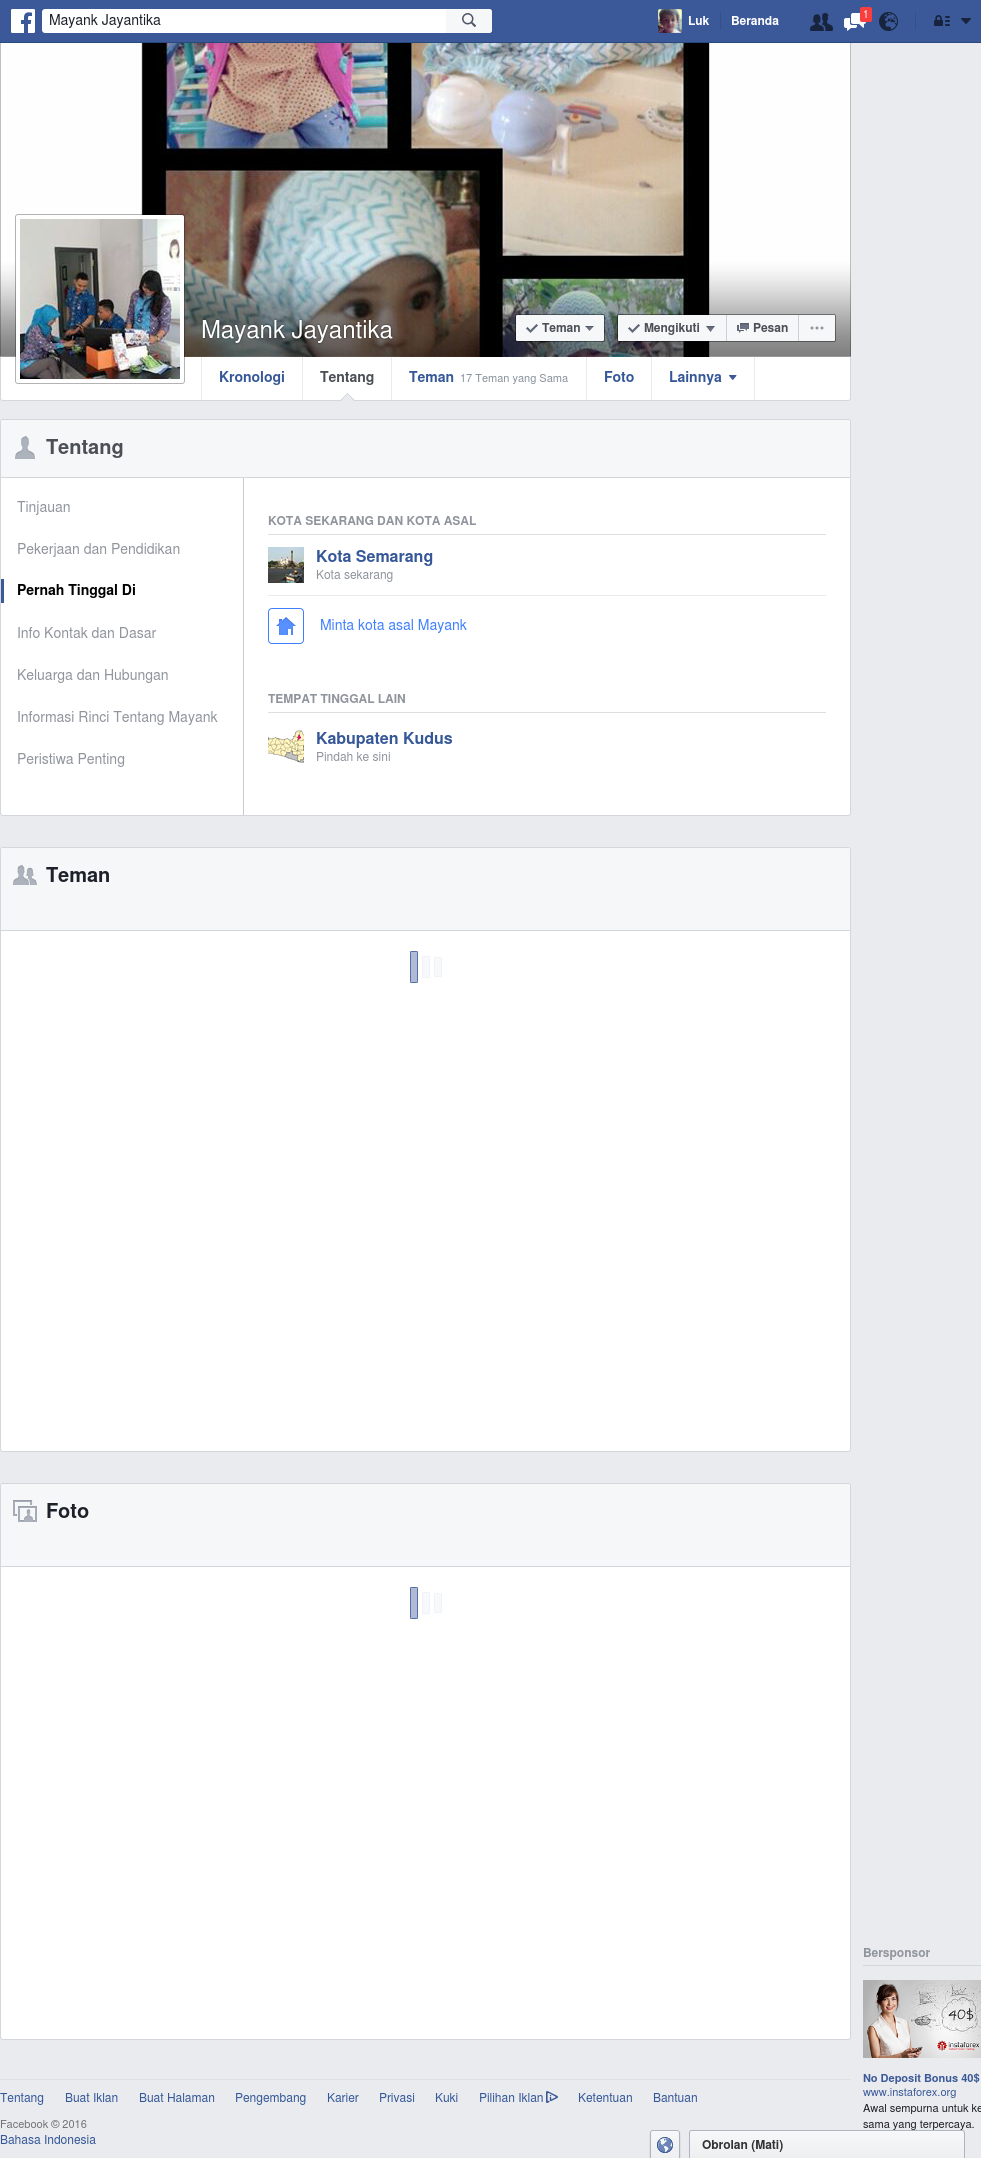 Mayank Jayantika
Luk
Beranda
1
Mayank Jayantika
Teman
Mengikuti
Pesan
Kronologi
Tentang
Teman 17 Teman yang Sama
Foto
Lainnya
Tentang
Tinjauan
Pekerjaan dan Pendidikan
Pernah Tinggal Di
Info Kontak dan Dasar
Keluarga dan Hubungan
Informasi Rinci Tentang Mayank
Peristiwa Penting
KOTA SEKARANG DAN KOTA ASAL
Kota Semarang
Kota sekarang
Minta kota asal Mayank
TEMPAT TINGGAL LAIN
Kabupaten Kudus
Pindah ke sini
Teman
Foto
Bersponsor
40$
instaforex
No Deposit Bonus 40$
www.instaforex.org
Awal sempurna untuk ke
sama yang terpercaya.
Tentang
Buat Iklan
Buat Halaman
Pengembang
Karier
Privasi
Kuki
Pilihan Iklan
Ketentuan
Bantuan
Facebook © 2016
Bahasa Indonesia
Obrolan (Mati)